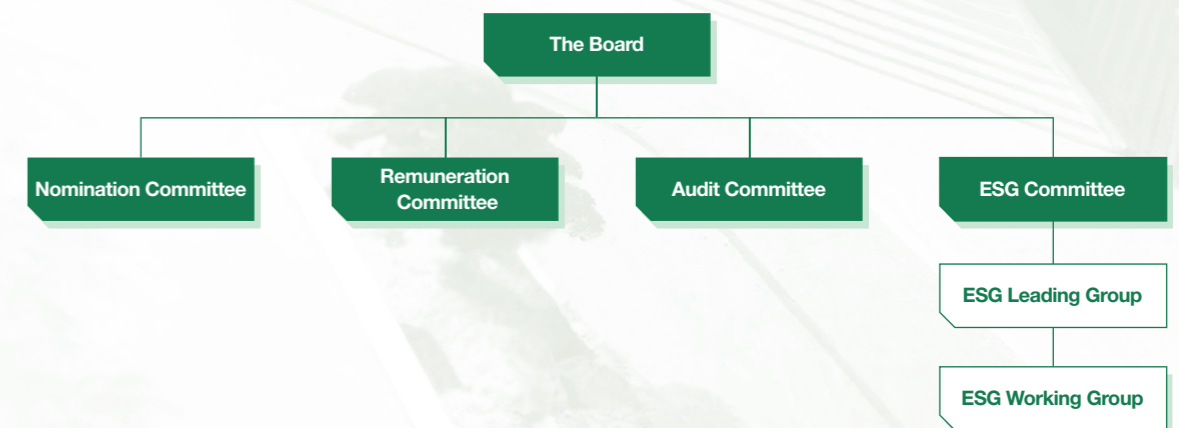 The Board
Nomination Committee
Remuneration
Committee
Audit Committee
ESG Committee
ESG Leading Group
ESG Working Group